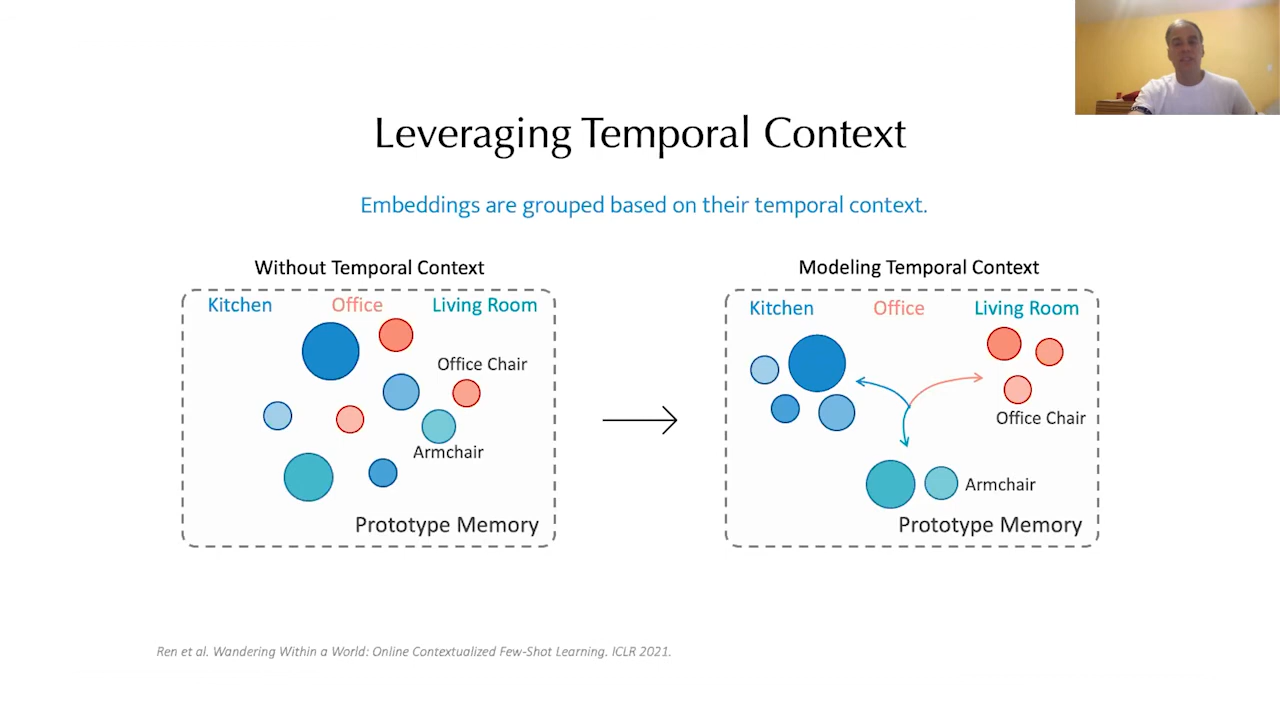 Leveraging Temporal Context
Embeddings are grouped based on their temporal context.
Without Temporal Context
Kitchen Office Living Room
Office Chair
Armchair
Prototype Memory
Modeling Temporal Context
Kitchen Office Living Room
Office Chair
Armchair
Prototype Memory
Ren et al. Wandering Within a World: Online Contextualized Few-Shot Learning. ICLR 2021.